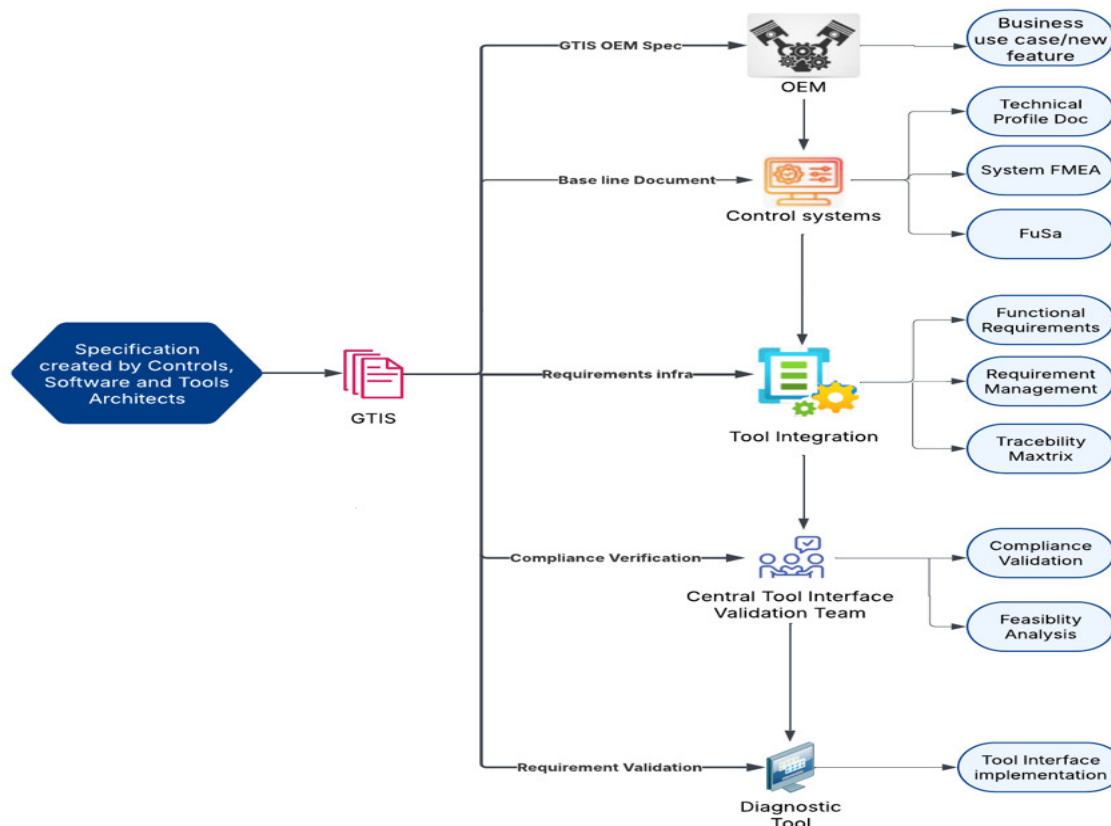 GTIS OEM Spec
OEM
Business
use case/new
feature
Technical
Profile Doc
Base line Document
Control systems
System FMEA
FuSa
Specification
created by Controls,
Software and Tools
Architects
GTIS
Requirements infra
Tool Integration
Functional
Requirements
Requirement
Management
Tracebility
Maxtrix
Compliance Verification
Central Tool Interface
Validation Team
Compliance
Validation
Feasiblity
Analysis
Requirement Validation
Diagnostic
Tool
Tool Interface
implementation